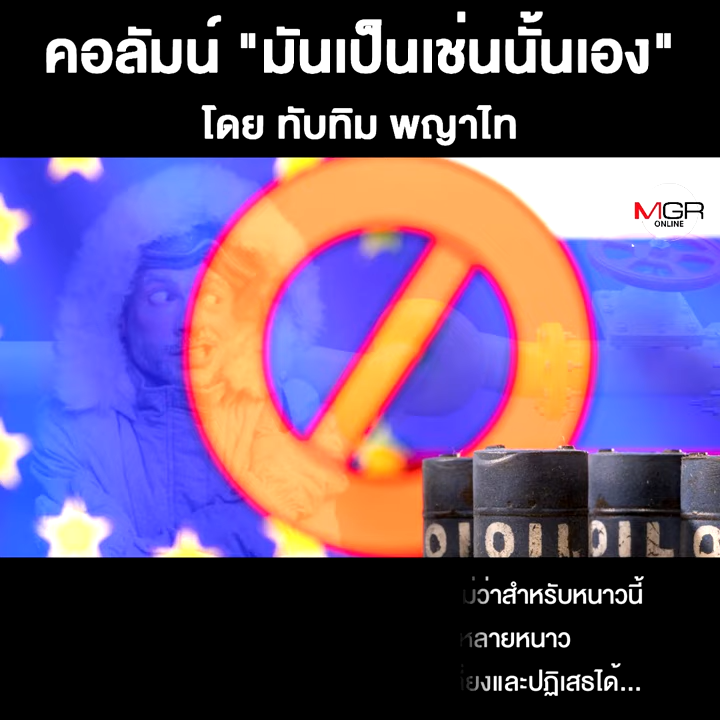 คอลัมน์ "มันเป็นเช่นนั้นเอง"
โดย ทับทิม พญาไท
MGR
ONLINE
OIL
OIL
OIL
ว่าสำหรับหนาวนี้
หลายหนาว
และปฏิเสธได้...